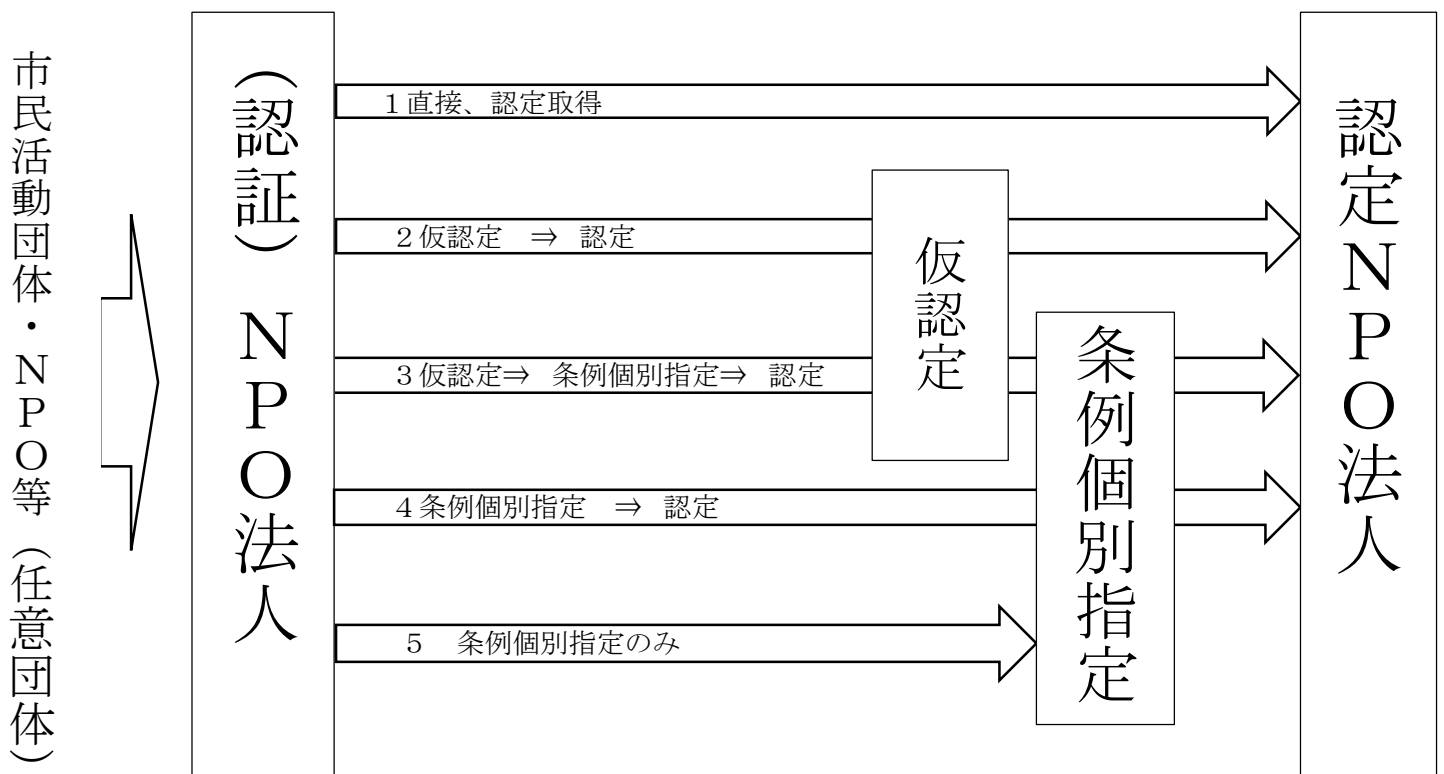 市民活動団体・NPO等（任意団体）
（認証）NPO法人
1直接、認定取得
2仮認定　⇒　認定
3仮認定⇒　条例個別指定⇒　認定
4条例個別指定　⇒　認定
5　条例個別指定のみ
仮認定
条例個別指定
認定NPO法人